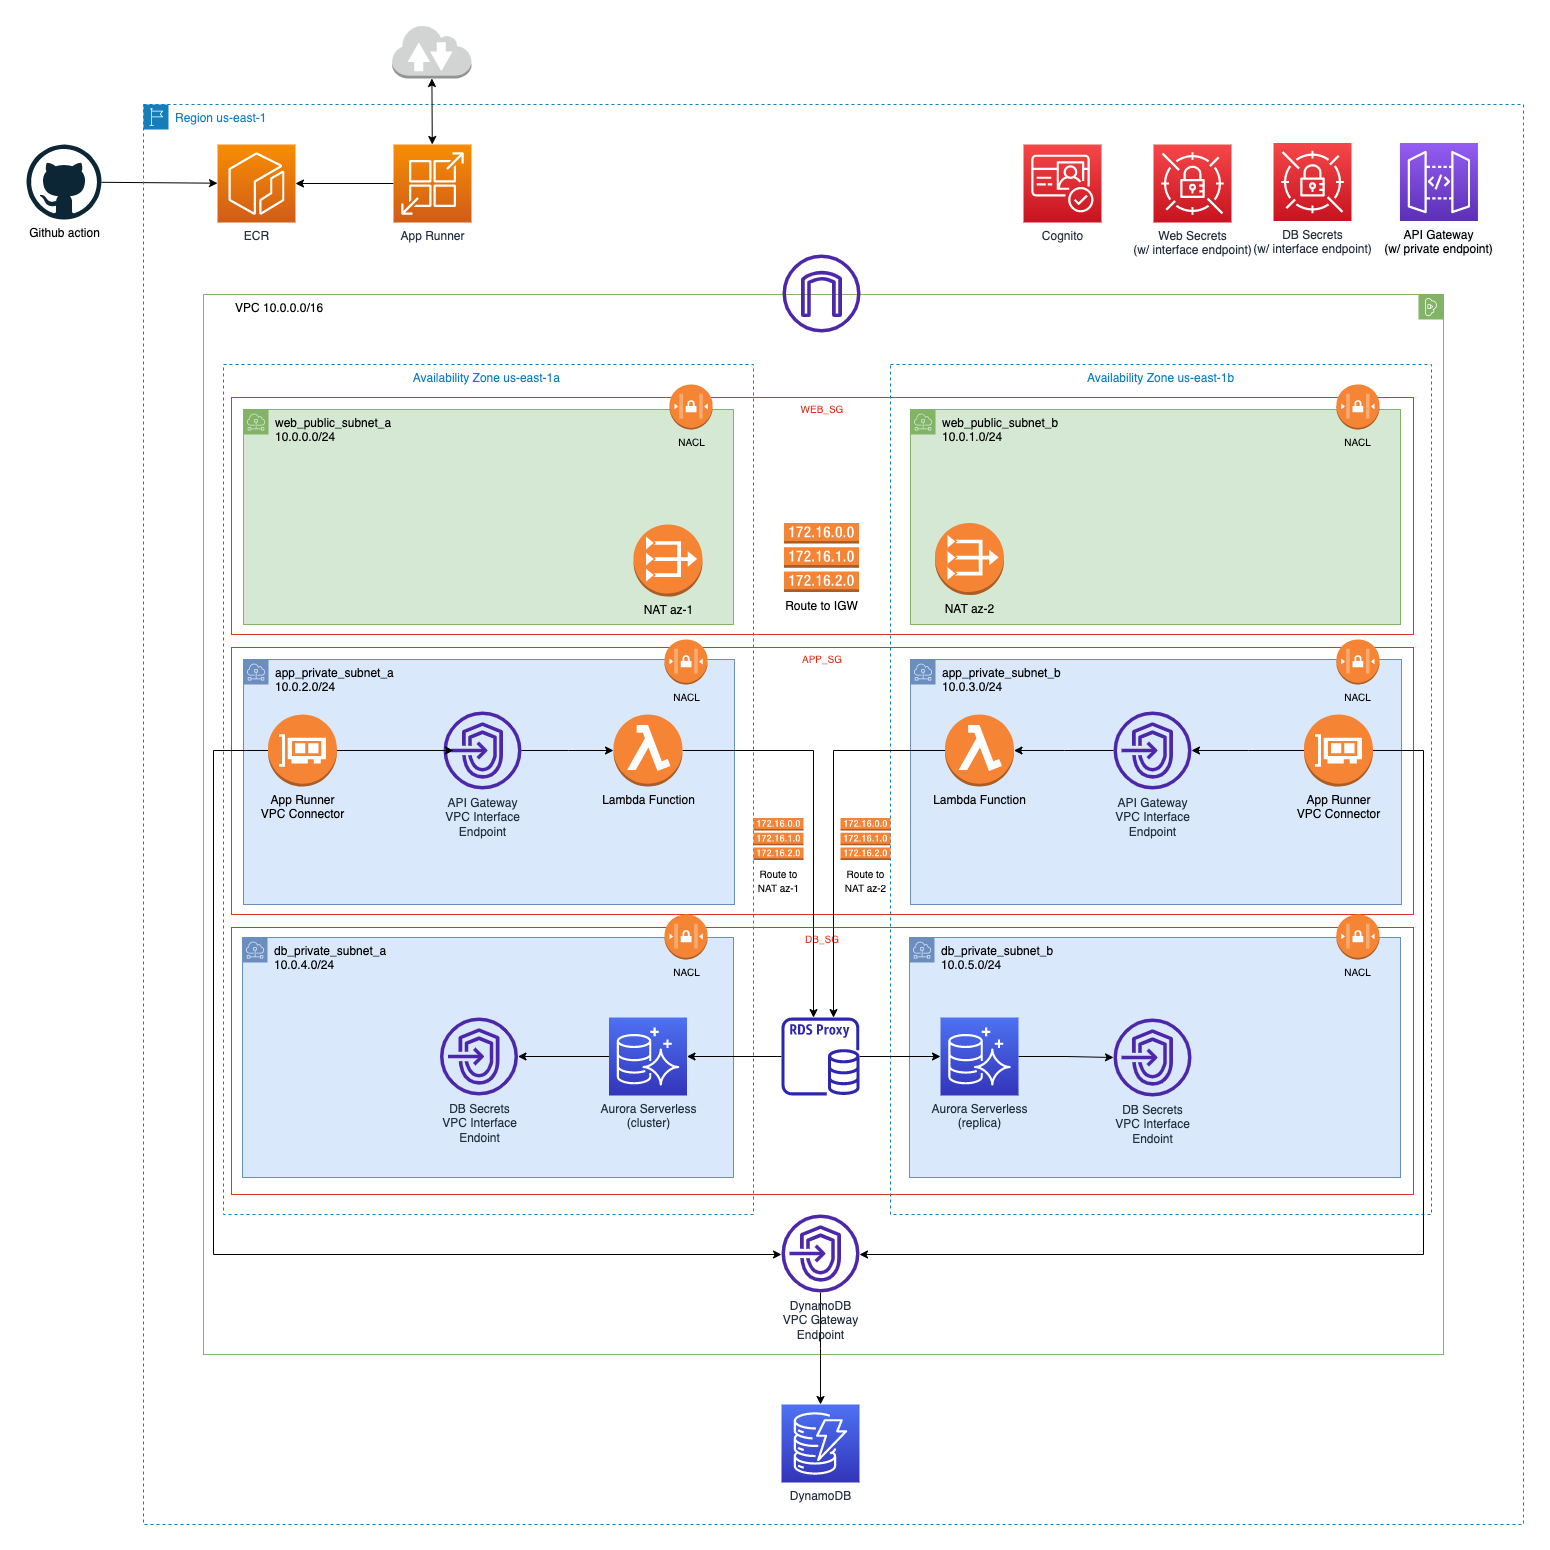 Region us-east-1
Github action
ECR
App Runner
Cognito
Web Secrets
(w/ interface endpoint)
DB Secrets
(w/ interface endpoint)
API Gateway
(w/ private endpoint)
VPC 10.0.0.0/16
Availability Zone us-east-1a
Availability Zone us-east-1b
WEB_SG
web_public_subnet_a
10.0.0.0/24
NACL
web_public_subnet_b
10.0.1.0/24
NACL
172.16.0.0
172.16.1.0
172.16.2.0
Route to IGW
NAT az-1
NAT az-2
APP_SG
app_private_subnet_a
10.0.2.0/24
NACL
app_private_subnet_b
10.0.3.0/24
NACL
App Runner
VPC Connector
API Gateway
VPC Interface
Endpoint
Lambda Function
Lambda Function
API Gateway
VPC Interface
Endpoint
App Runner
VPC Connector
172.16.0.0
172.16.1.0
172.16.2.0
Route to
NAT az-1
172.16.0.0
172.16.1.0
172.16.2.0
Route to
NAT az-2
DB_SG
db_private_subnet_a
10.0.4.0/24
NACL
db_private_subnet_b
10.0.5.0/24
NACL
RDS Proxy
DB Secrets
VPC Interface
Endoint
Aurora Serverless
(cluster)
Aurora Serverless
(replica)
DB Secrets
VPC Interface
Endoint
DynamoDB
VPC Gateway
Endpoint
DynamoDB